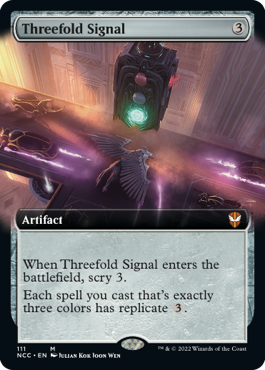 Threefold Signal 3
Artifact
When Threefold Signal enters the
battlefield, scry 3.
Each spell you cast that's exactly
three colors has replicate 3.
111 M
NCC • EN Julian Kok Joon Wen
™ & © 2022 Wizards of the Coast